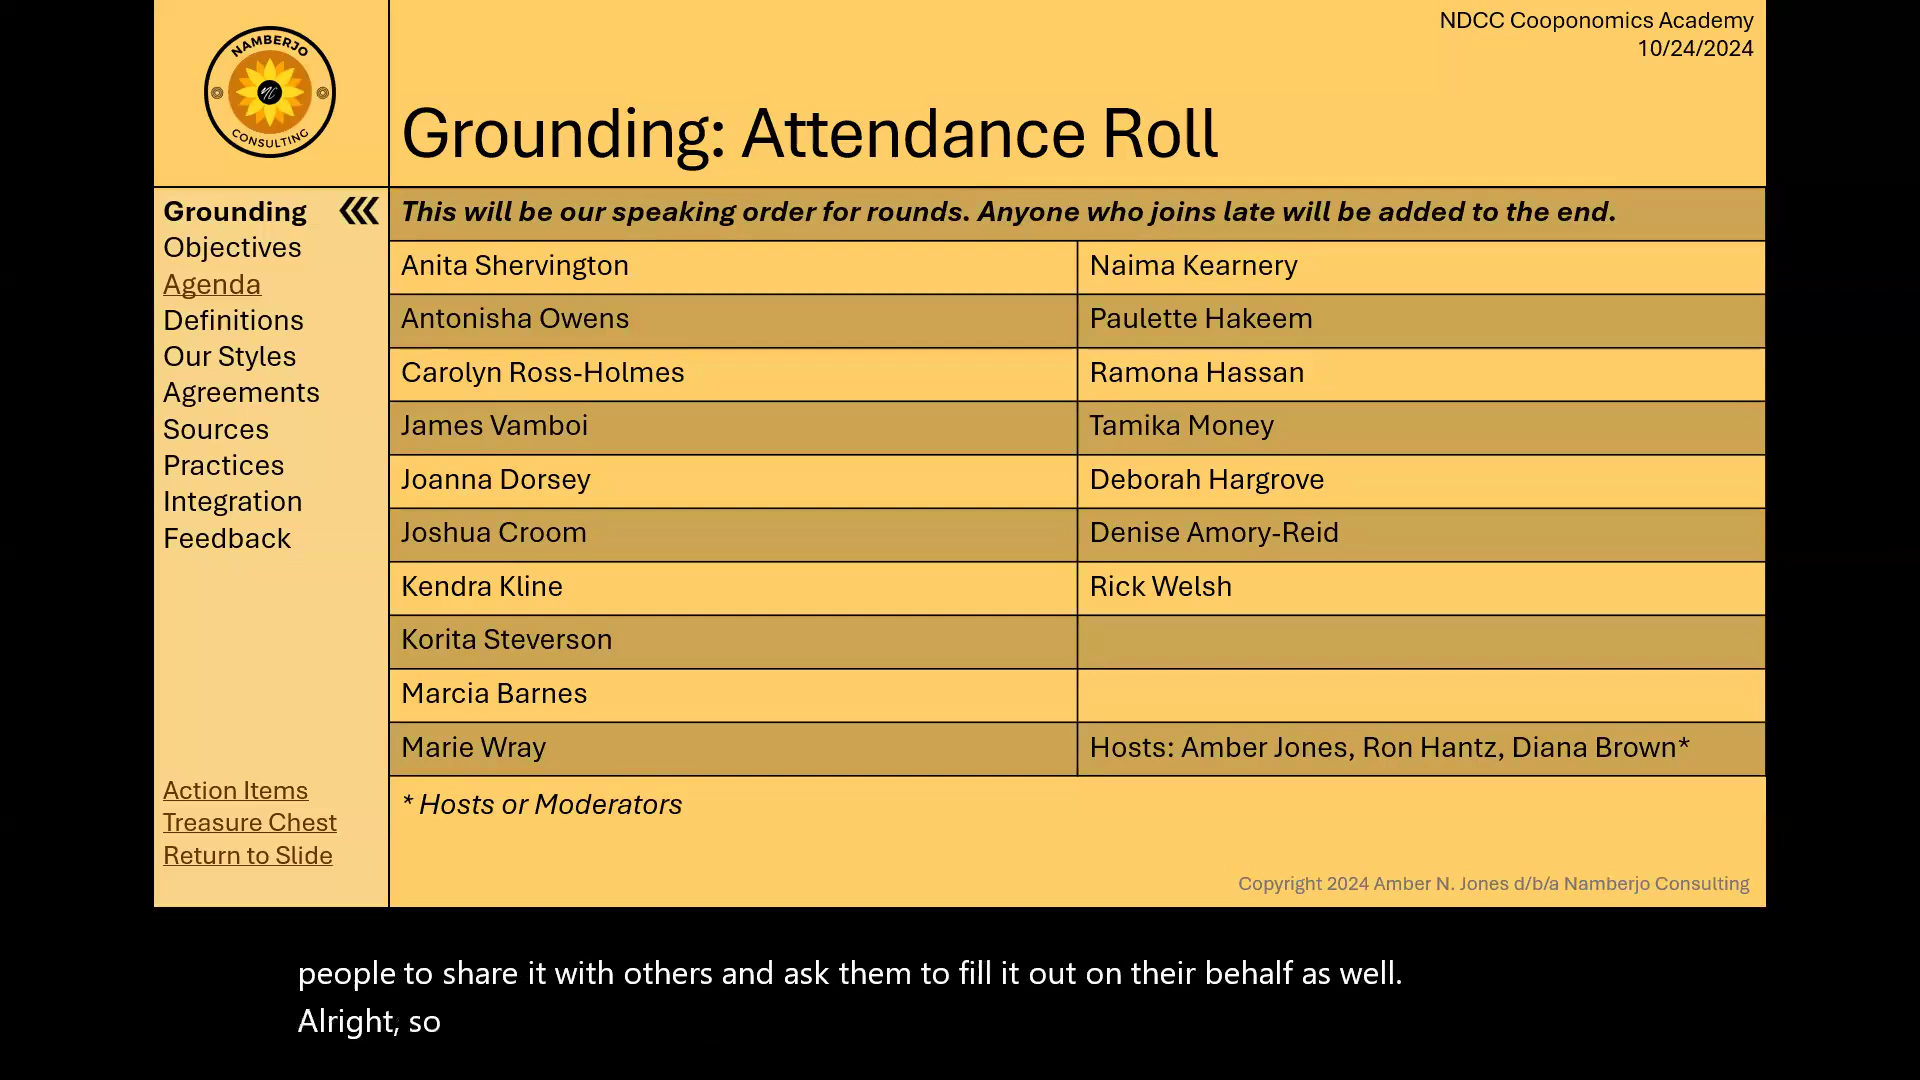 NAMBERJO
CONSULTING
NDCC Cooponomics Academy
10/24/2024
Grounding: Attendance Roll
Grounding
Objectives
Agenda
Definitions
Our Styles
Agreements
Sources
Practices
Integration
Feedback
Action Items
Treasure Chest
Return to Slide
This will be our speaking order for rounds. Anyone who joins late will be added to the end.
Anita Shervington
Naima Kearnery
Antonisha Owens
Paulette Hakeem
Carolyn Ross-Holmes
Ramona Hassan
James Vamboi
Tamika Money
Joanna Dorsey
Deborah Hargrove
Joshua Croom
Denise Amory-Reid
Kendra Kline
Rick Welsh
Korita Steverson
Marcia Barnes
Marie Wray
Hosts: Amber Jones, Ron Hantz, Diana Brown*
* Hosts or Moderators
Copyright 2024 Amber N. Jones d/b/a Namberjo Consulting
people to share it with others and ask them to fill it out on their behalf as well.
Alright, so